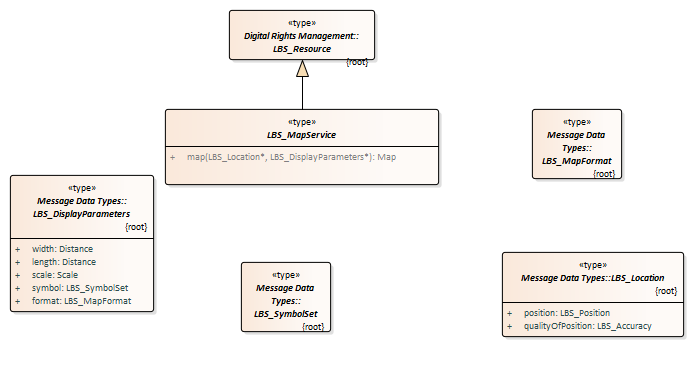 «type»
Digital Rights Management::
LBS_Resource
{root}
«type»
LBS_MapService
+ map(LBS_Location*, LBS_DisplayParameters*): Map
«type»
Message Data
Types::
LBS_MapFormat
{root}
«type»
Message Data Types::
LBS_DisplayParameters
{root}
+ width: Distance
+ length: Distance
+ scale: Scale
+ symbol: LBS_SymbolSet
+ format: LBS_MapFormat
«type»
Message Data
Types::
LBS_SymbolSet
{root}
«type»
Message Data Types::LBS_Location
{root}
+ position: LBS_Position
+ qualityOfPosition: LBS_Accuracy